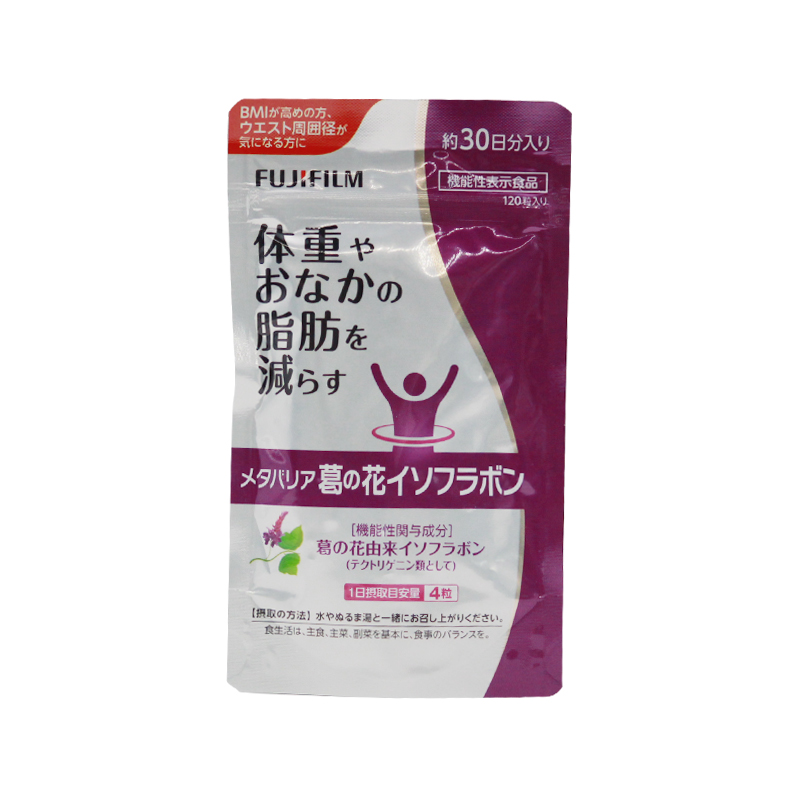 BMIが高めの方、
ウエスト周囲径が
気になる方に
約30日分入り
FUJIFILM
機能性表示食品
120粒入り
体重や
おなかの
脂肪を
減らす
メタバリア 葛の花イソフラボン
[機能性関与成分]
葛の花由来イソフラボン
(テクトリゲニン類として)
1日摂取目安量 4粒
【摂取の方法】水やぬるま湯と一緒にお召し上がりください。
食生活は、主食、主菜、副菜を基本に、食事のバランスを。